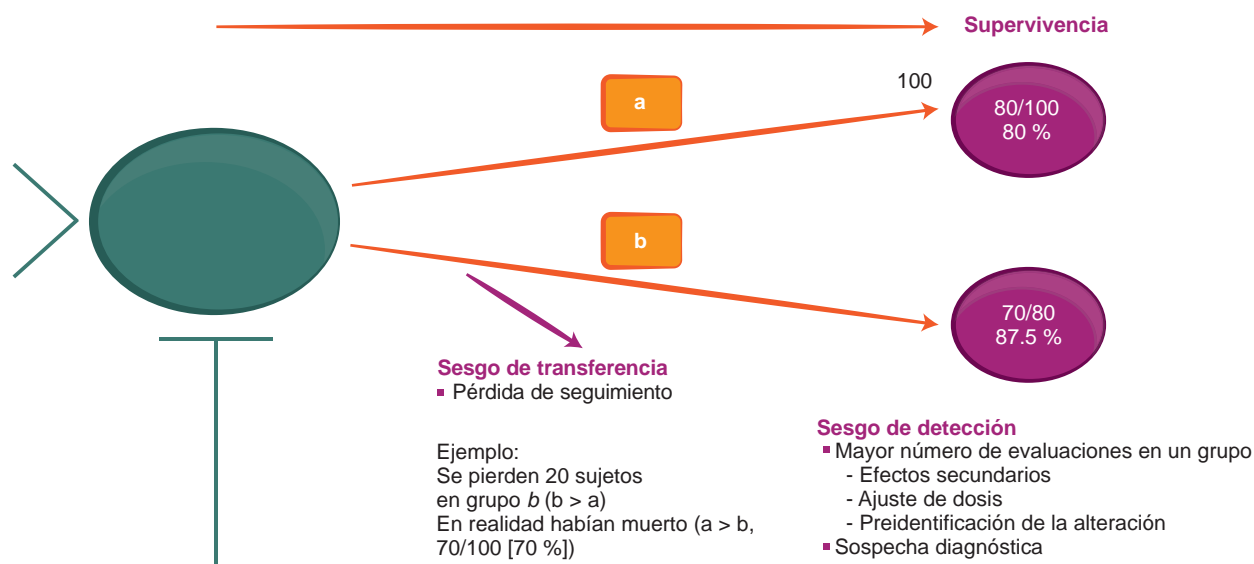 Supervivencia
100
a
80/100
80 %
b
70/80
87.5 %
Sesgo de transferencia
▪ Pérdida de seguimiento
Ejemplo:
Se pierden 20 sujetos
en grupo b (b > a)
En realidad habían muerto (a > b,
70/100 [70 %])
Sesgo de detección
▪ Mayor número de evaluaciones en un grupo
- Efectos secundarios
- Ajuste de dosis
- Preidentificación de la alteración
▪ Sospecha diagnóstica